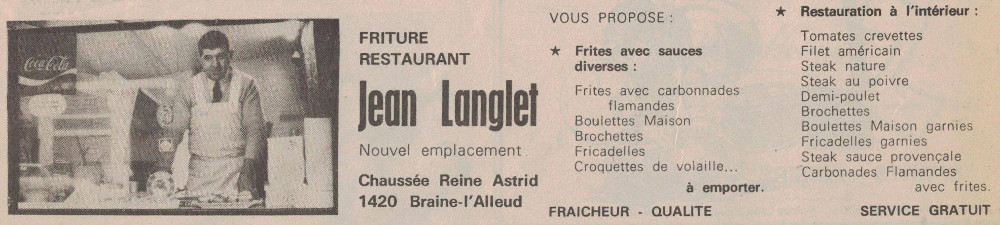 Coca-Cola
FRITURE
RESTAURANT
Jean Langlet
Nouvel emplacement
Chaussée Reine Astrid
1420 Braine-l'Alleud
VOUS PROPOSE :
★ Frites avec sauces
diverses :
Frites avec carbonnades
flamandes
Boulettes Maison
Brochettes
Fricadelles
Croquettes de volaille...
à emporter.
FRAICHEUR - QUALITE
★ Restauration à l'intérieur :
Tomates crevettes
Filet américain
Steak nature
Steak au poivre
Demi-poulet
Brochettes
Boulettes Maison garnies
Fricadelles garnies
Steak sauce provençale
Carbonades Flamandes
avec frites.
SERVICE GRATUIT